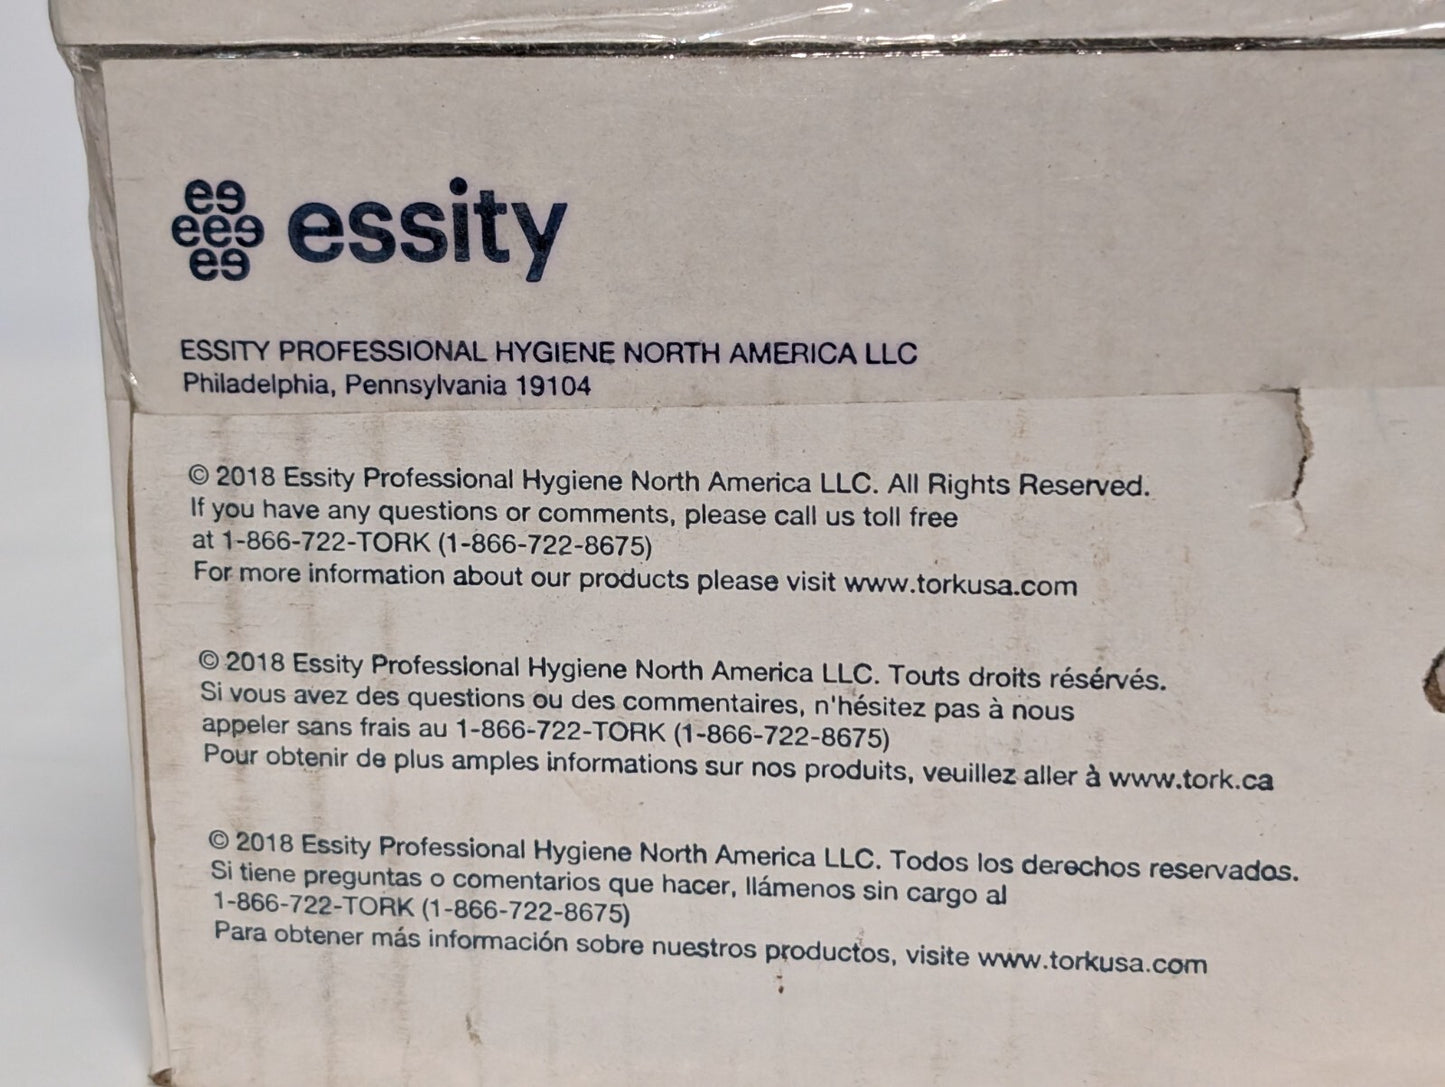 ee
eee
ee
essity
ESSITY PROFESSIONAL HYGIENE NORTH AMERICA LLC
Philadelphia, Pennsylvania 19104
© 2018 Essity Professional Hygiene North America LLC. All Rights Reserved.
If you have any questions or comments, please call us toll free
at 1-866-722-TORK (1-866-722-8675)
For more information about our products please visit www.torkusa.com
© 2018 Essity Professional Hygiene North America LLC. Touts droits résérvés.
Si vous avez des questions ou des commentaires, n'hésitez pas à nous
appeler sans frais au 1-866-722-TORK (1-866-722-8675)
Pour obtenir de plus amples informations sur nos produits, veuillez aller à www.tork.ca
© 2018 Essity Professional Hygiene North America LLC. Todos los derechos reservados.
Si tiene preguntas o comentarios que hacer, llámenos sin cargo al
1-866-722-TORK (1-866-722-8675)
Para obtener más información sobre nuestros productos, visite www.torkusa.com